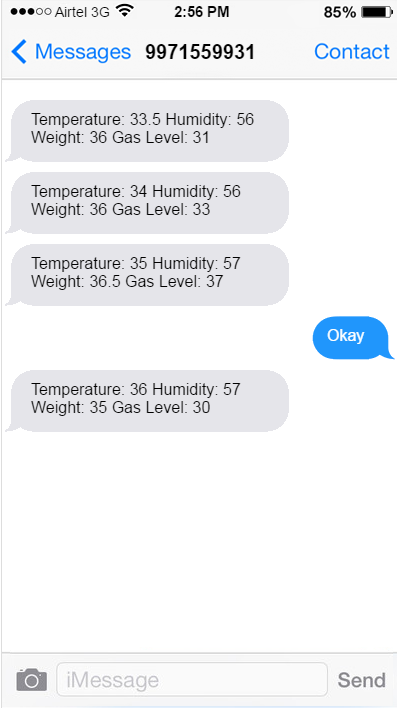 Airtel 3G 2:56 PM 85%
Messages 9971559931 Contact
Temperature: 33.5 Humidity: 56
Weight: 36 Gas Level: 31
Temperature: 34 Humidity: 56
Weight: 36 Gas Level: 33
Temperature: 35 Humidity: 57
Weight: 36.5 Gas Level: 37
Okay
Temperature: 36 Humidity: 57
Weight: 35 Gas Level: 30
iMessage Send